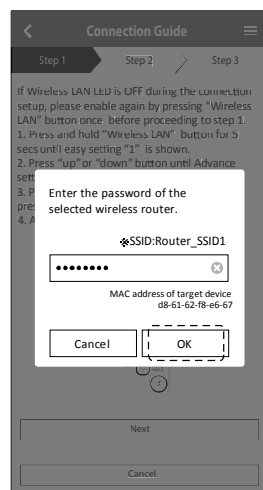 Connection Guide
Step 1
Step 2
Step 3
If Wireless LAN LED is OFF during the connection
setup, please enable again by pressing "Wireless
LAN" button once before proceeding to step 1.
1. Press and hold "Wireless LAN" button for 5
secs until easy setting "1" is shown.
2. Press "up" or "down" button until Advance
sett
3. P
pre
4. A
Enter the password of the
selected wireless router.
※SSID:Router_SSID1
••••••••
MAC address of target device
d8-61-62-f8-e6-67
Cancel
OK
Next
Cancel